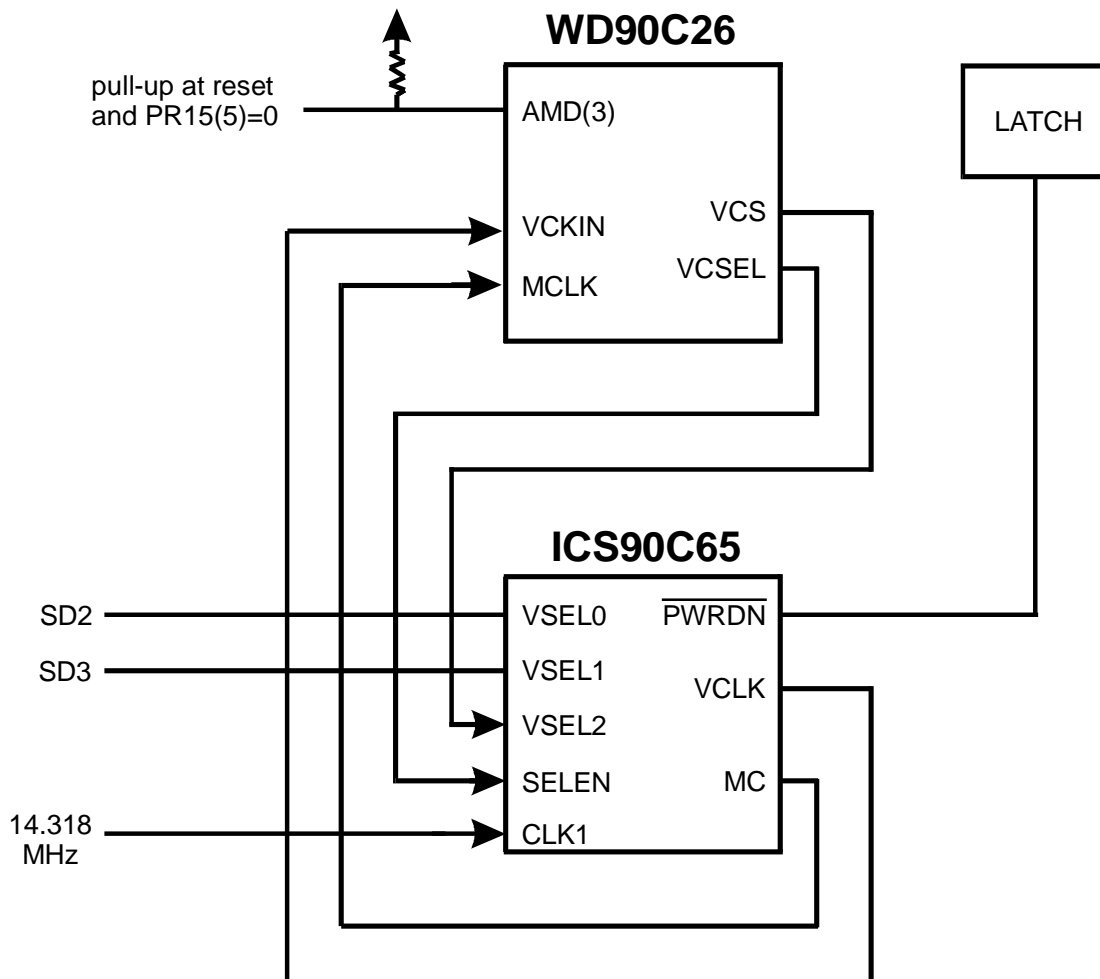 WD90C26
pull-up at reset
and PR15(5)=0
AMD(3)
LATCH
VCKIN
VCS
MCLK
VCSEL
ICS90C65
SD2
VSEL0
PWRDN
SD3
VSEL1
VCLK
VSEL2
SELEN
MC
14.318
MHz
CLK1